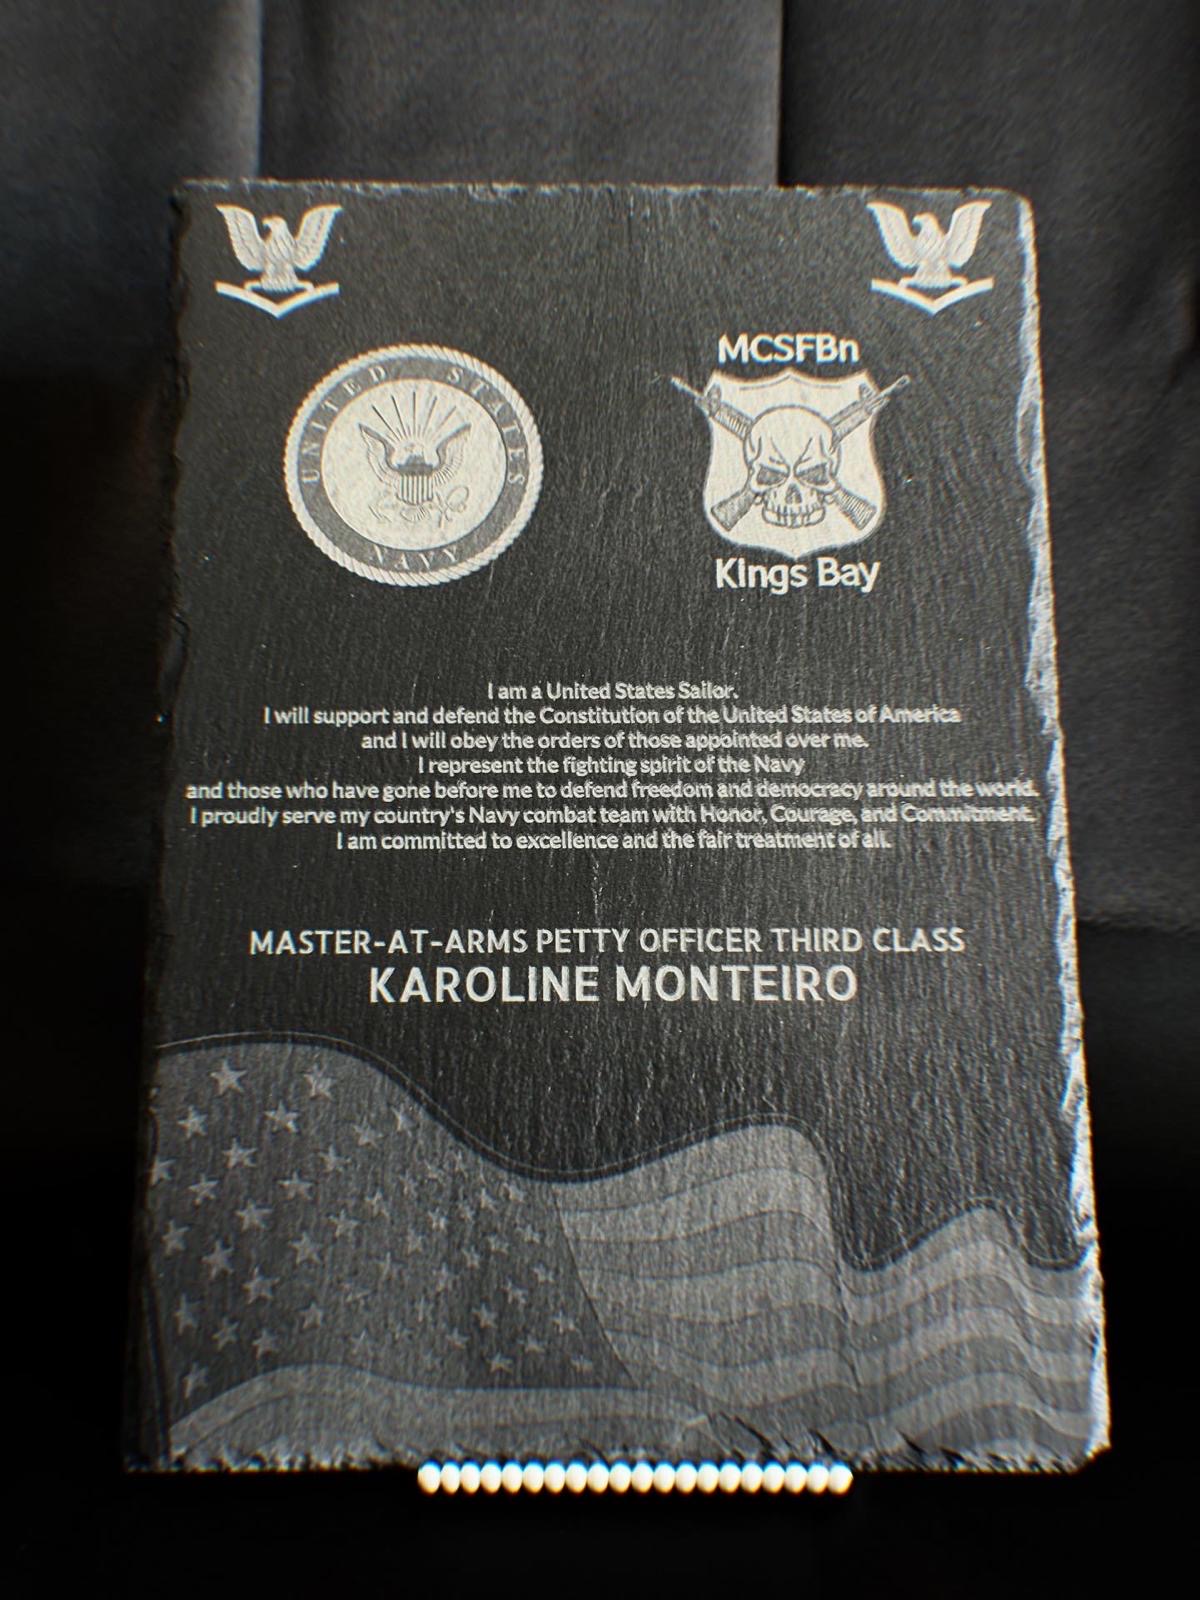 UNITED STATES
NAVY
MCSFBn
Kings Bay
I am a United States Sailor.
I will support and defend the Constitution of the United States of America
and I will obey the orders of those appointed over me.
I represent the fighting spirit of the Navy
and those who have gone before me to defend freedom and democracy around the world.
I proudly serve my country's Navy combat team with Honor, Courage, and Commitment.
I am committed to excellence and the fair treatment of all.
MASTER-AT-ARMS PETTY OFFICER THIRD CLASS
KAROLINE MONTEIRO